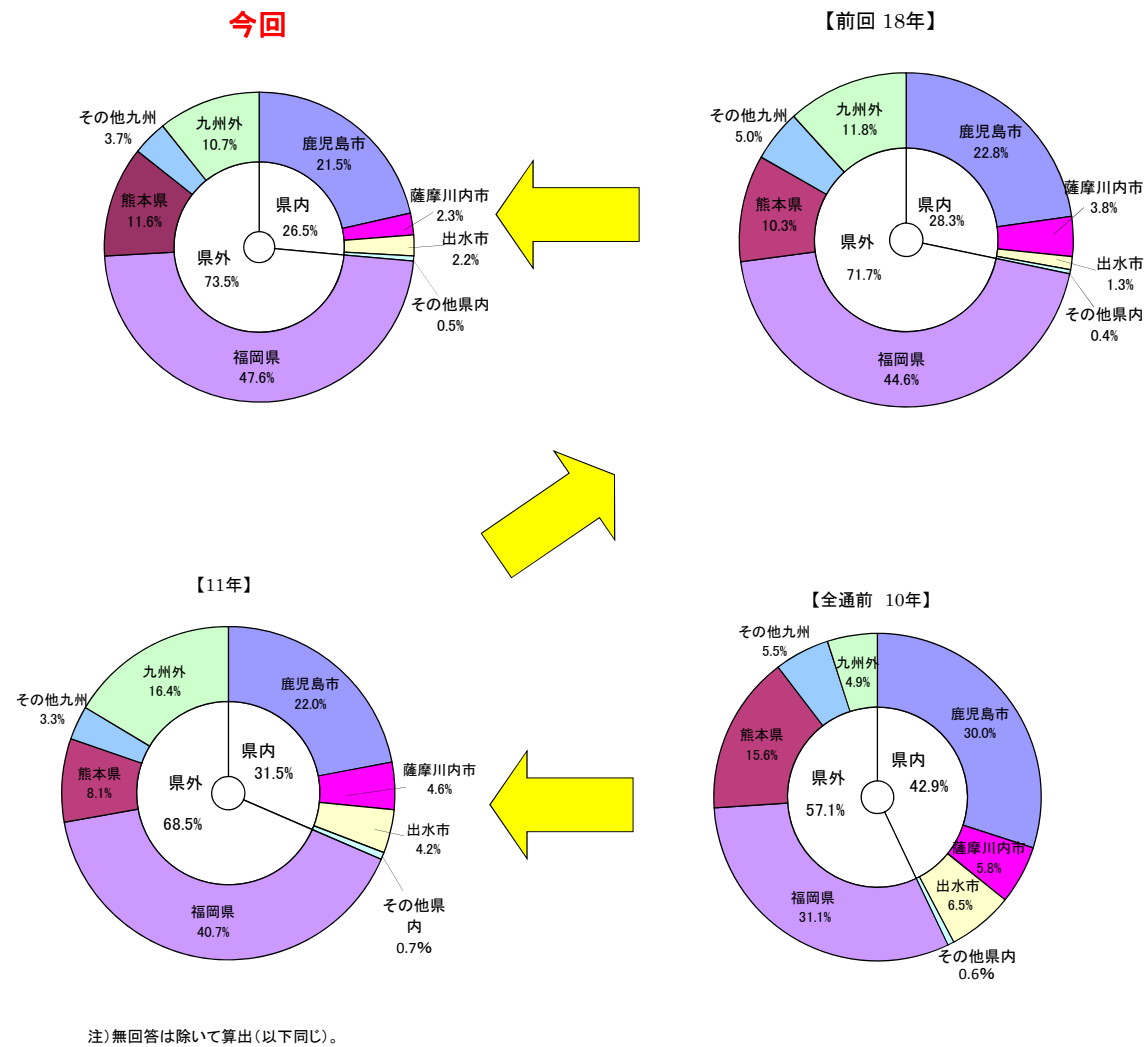 今回
その他九州
3.7%
九州外
10.7%
鹿児島市
21.5%
薩摩川内市
2.3%
出水市
2.2%
その他県内
0.5%
福岡県
47.6%
熊本県
11.6%
県内
26.5%
県外
73.5%
【前回 18年】
その他九州
5.0%
九州外
11.8%
鹿児島市
22.8%
薩摩川内市
3.8%
出水市
1.3%
その他県内
0.4%
福岡県
44.6%
熊本県
10.3%
県内
28.3%
県外
71.7%
【11年】
その他九州
3.3%
九州外
16.4%
鹿児島市
22.0%
薩摩川内市
4.6%
出水市
4.2%
その他県
内
0.7%
福岡県
40.7%
熊本県
8.1%
県内
31.5%
県外
68.5%
【全通前 10年】
その他九州
5.5%
九州外
4.9%
鹿児島市
30.0%
薩摩川内市
5.8%
出水市
6.5%
その他県内
0.6%
福岡県
31.1%
熊本県
15.6%
県内
42.9%
県外
57.1%
注)無回答は除いて算出(以下同じ)。